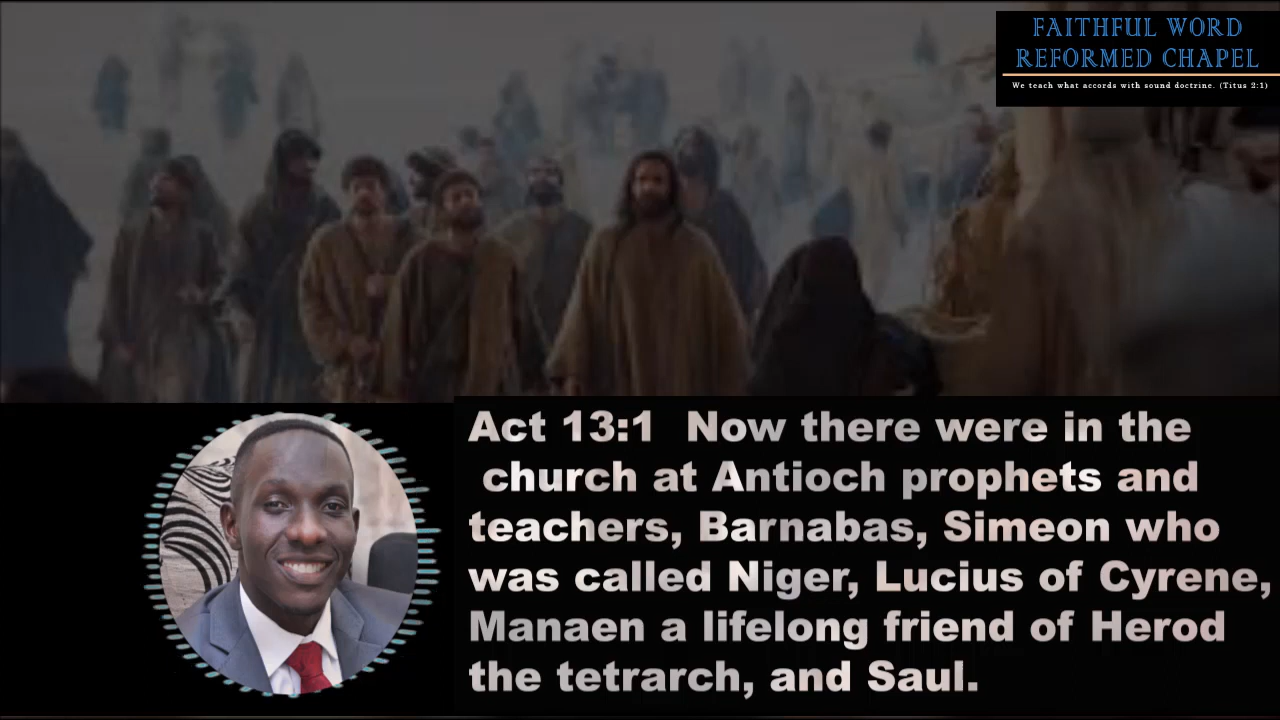 FAITHFUL WORD
REFORMED CHAPEL
We teach what accords with sound doctrine. (Titus 2:1)
Act 13:1  Now there were in the
church at Antioch prophets and
teachers, Barnabas, Simeon who
was called Niger, Lucius of Cyrene,
Manaen a lifelong friend of Herod
the tetrarch, and Saul.